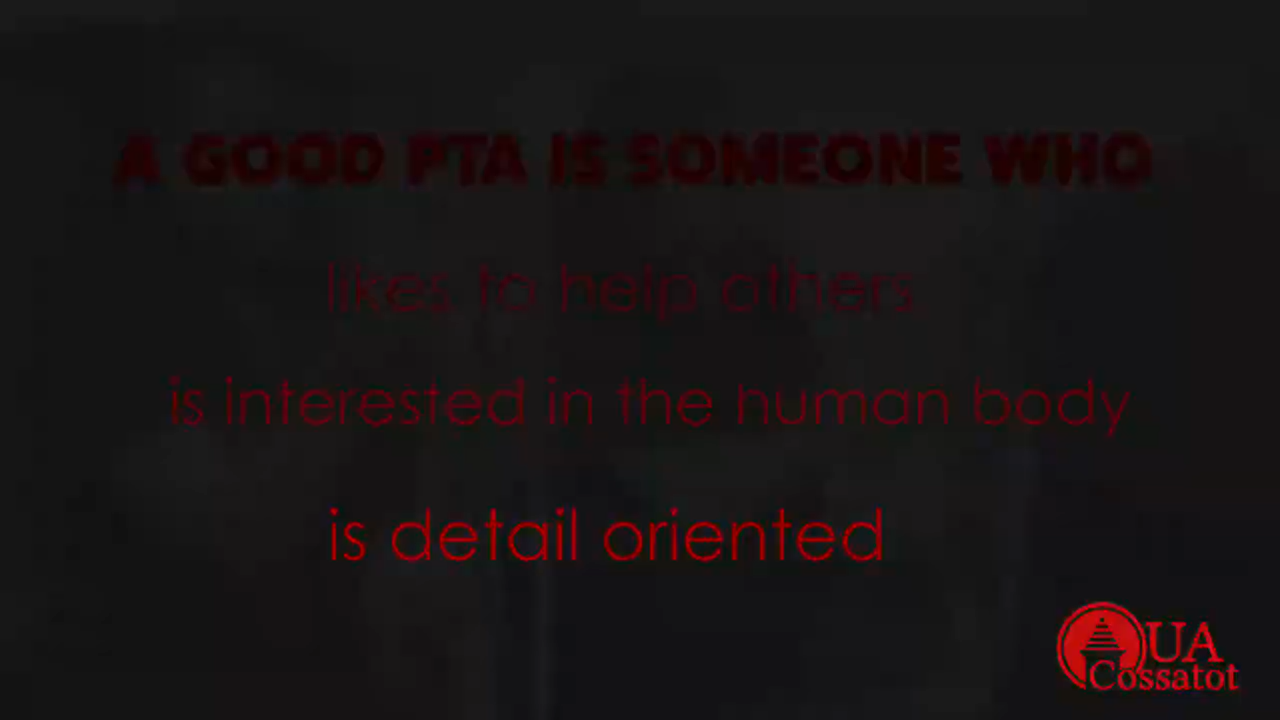 A GOOD PTA IS SOMEONE WHO
likes to help others
is interested in the human body
is detail oriented
UA
Cossatot